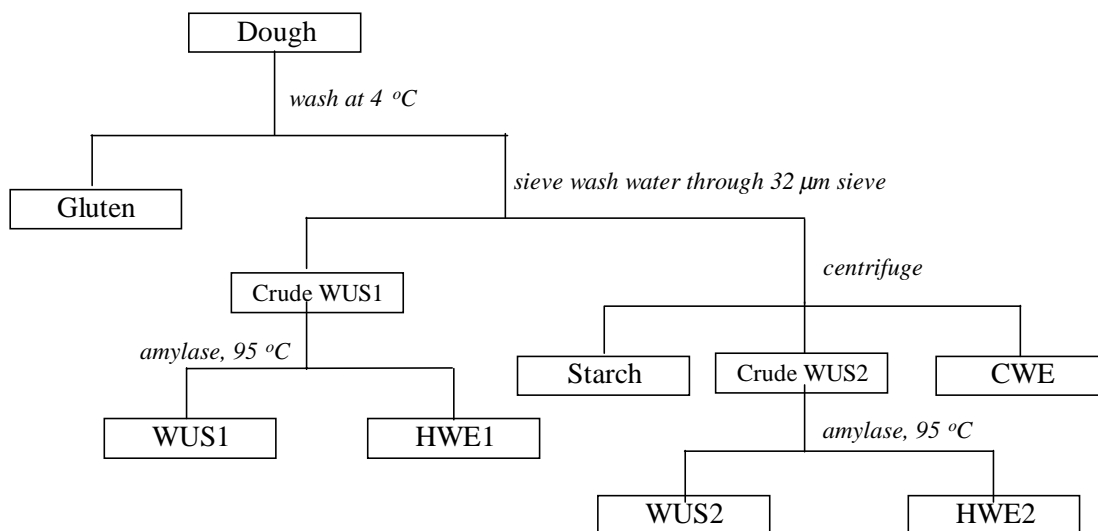 Dough
wash at 4 °C
sieve wash water through 32 μm sieve
Gluten
centrifuge
Crude WUS1
amylase, 95 °C
Starch
Crude WUS2
CWE
WUS1
HWE1
amylase, 95 °C
WUS2
HWE2